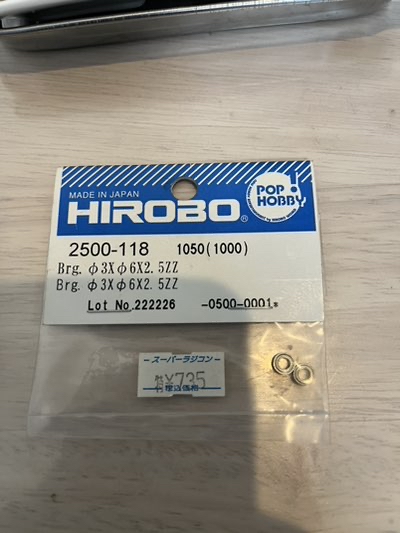 MADE IN JAPAN
HIROBO®
POP
HOBBY
2500-118 1050(1000)
Brg. φ3Xφ6X2.5ZZ
Brg. φ3Xφ6X2.5ZZ
Lot No.222226 -0500-0001*
スーパーラジコン
¥735